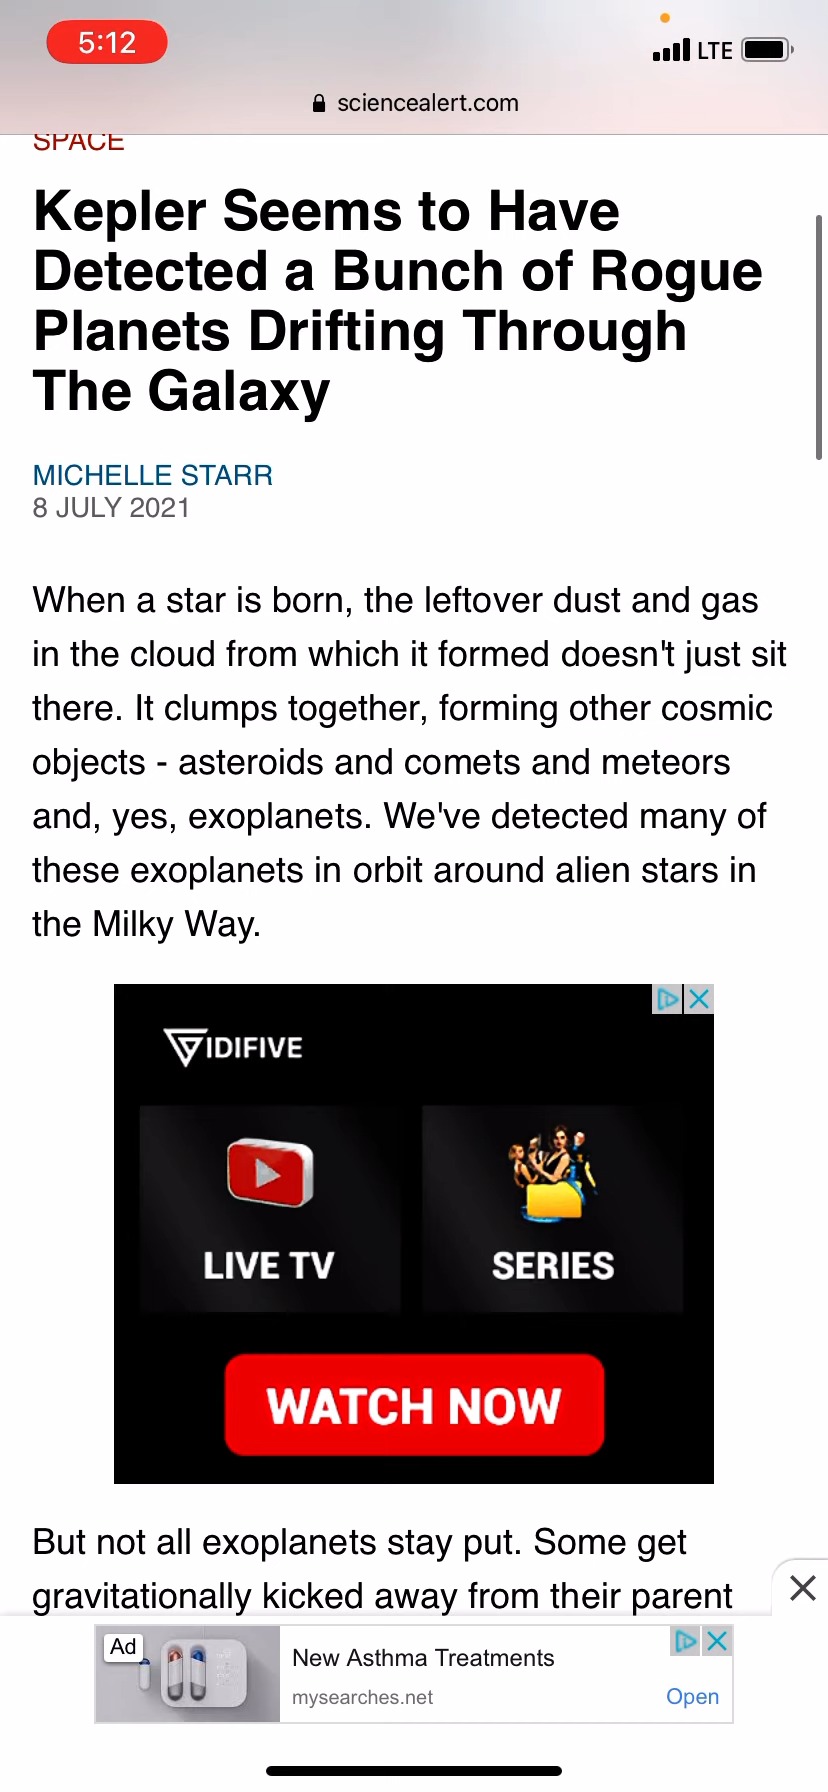 5:12
LTE
sciencealert.com
SPACE
Kepler Seems to Have
Detected a Bunch of Rogue
Planets Drifting Through
The Galaxy
MICHELLE STARR
8 JULY 2021
When a star is born, the leftover dust and gas
in the cloud from which it formed doesn't just sit
there. It clumps together, forming other cosmic
objects - asteroids and comets and meteors
and, yes, exoplanets. We've detected many of
these exoplanets in orbit around alien stars in
the Milky Way.
VIDIFIVE
LIVE TV
SERIES
WATCH NOW
But not all exoplanets stay put. Some get
gravitationally kicked away from their parent
Ad
New Asthma Treatments
mysearches.net
Open